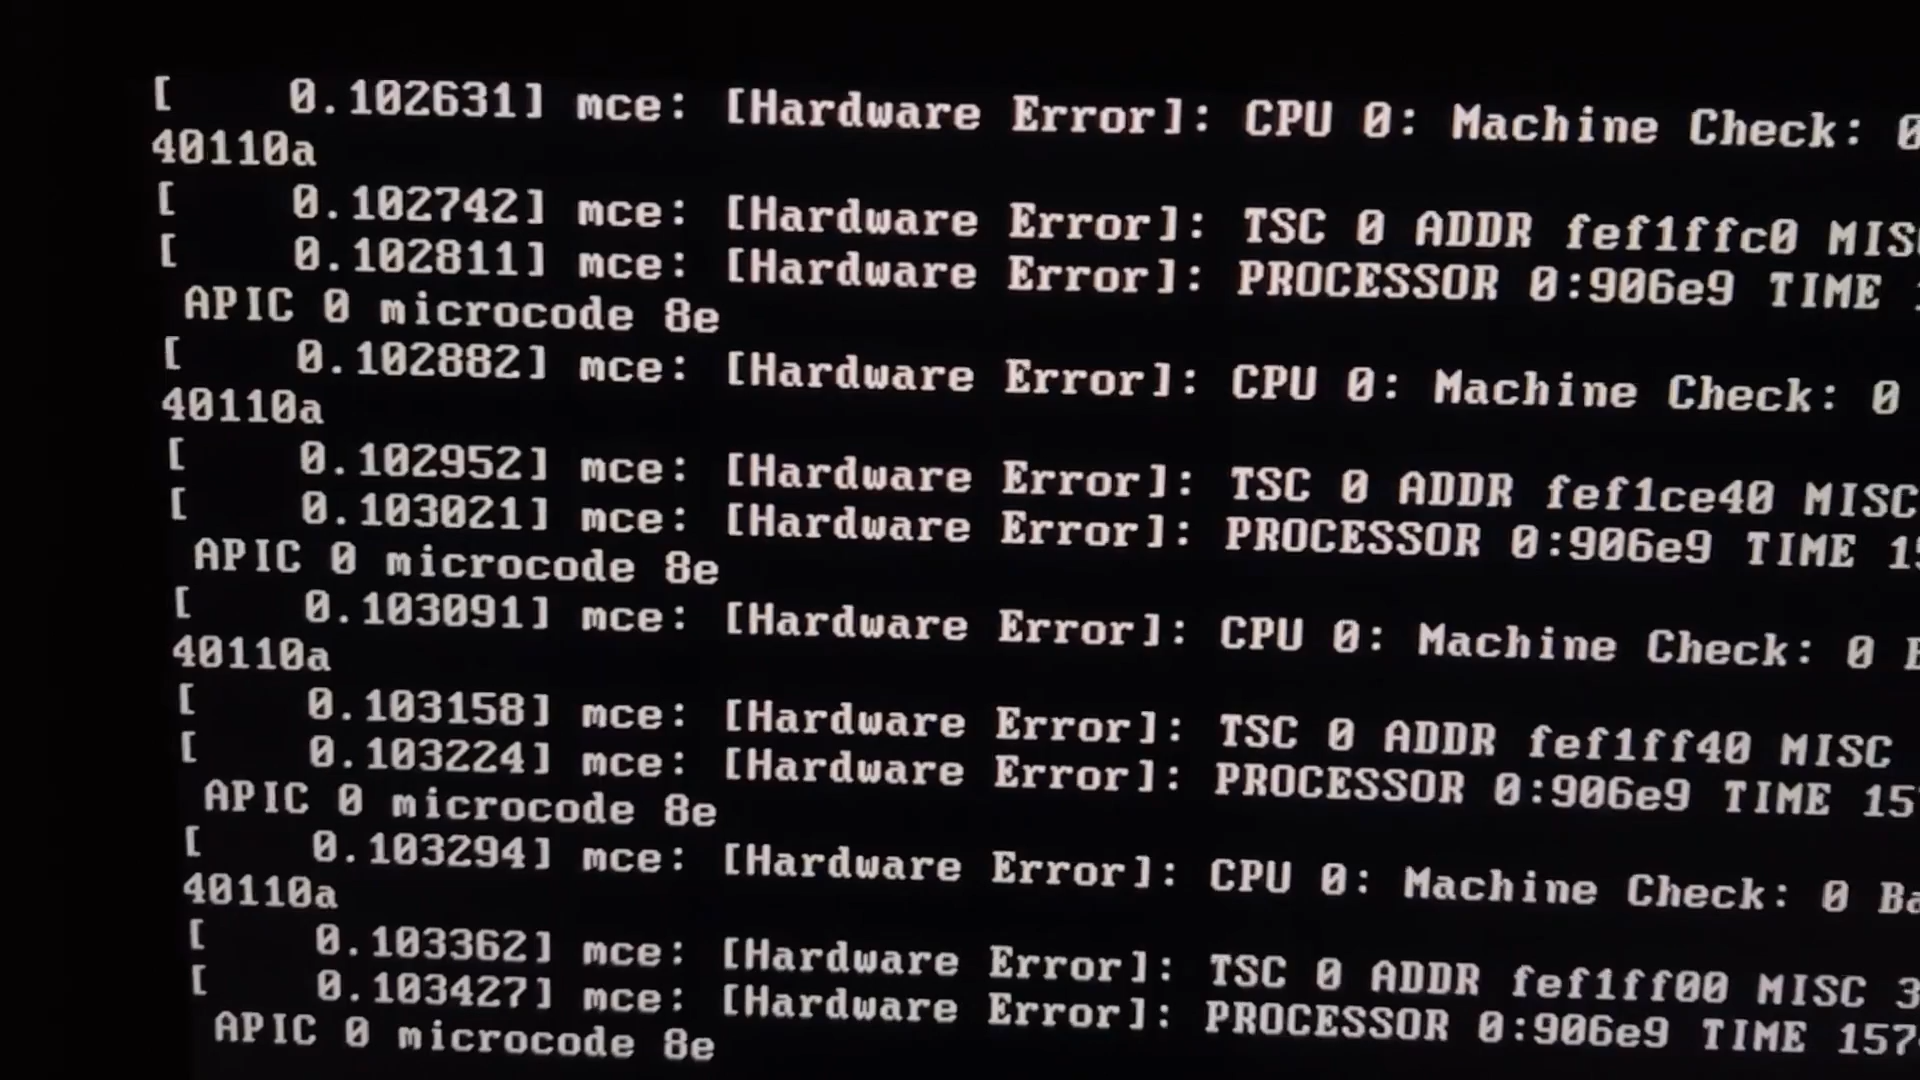 [    0.102631] mce: [Hardware Error]: CPU 0: Machine Check: 0
40110a
[    0.102742] mce: [Hardware Error]: TSC 0 ADDR fef1ffc0 MISC
[    0.102811] mce: [Hardware Error]: PROCESSOR 0:906e9 TIME
 APIC 0 microcode 8e
[    0.102882] mce: [Hardware Error]: CPU 0: Machine Check: 0
40110a
[    0.102952] mce: [Hardware Error]: TSC 0 ADDR fef1ce40 MISC
[    0.103021] mce: [Hardware Error]: PROCESSOR 0:906e9 TIME 15
 APIC 0 microcode 8e
[    0.103091] mce: [Hardware Error]: CPU 0: Machine Check: 0
40110a
[    0.103158] mce: [Hardware Error]: TSC 0 ADDR fef1ff40 MISC
[    0.103224] mce: [Hardware Error]: PROCESSOR 0:906e9 TIME 15
 APIC 0 microcode 8e
[    0.103294] mce: [Hardware Error]: CPU 0: Machine Check: 0 Ba
40110a
[    0.103362] mce: [Hardware Error]: TSC 0 ADDR fef1ff00 MISC 3
[    0.103427] mce: [Hardware Error]: PROCESSOR 0:906e9 TIME 157
 APIC 0 microcode 8e